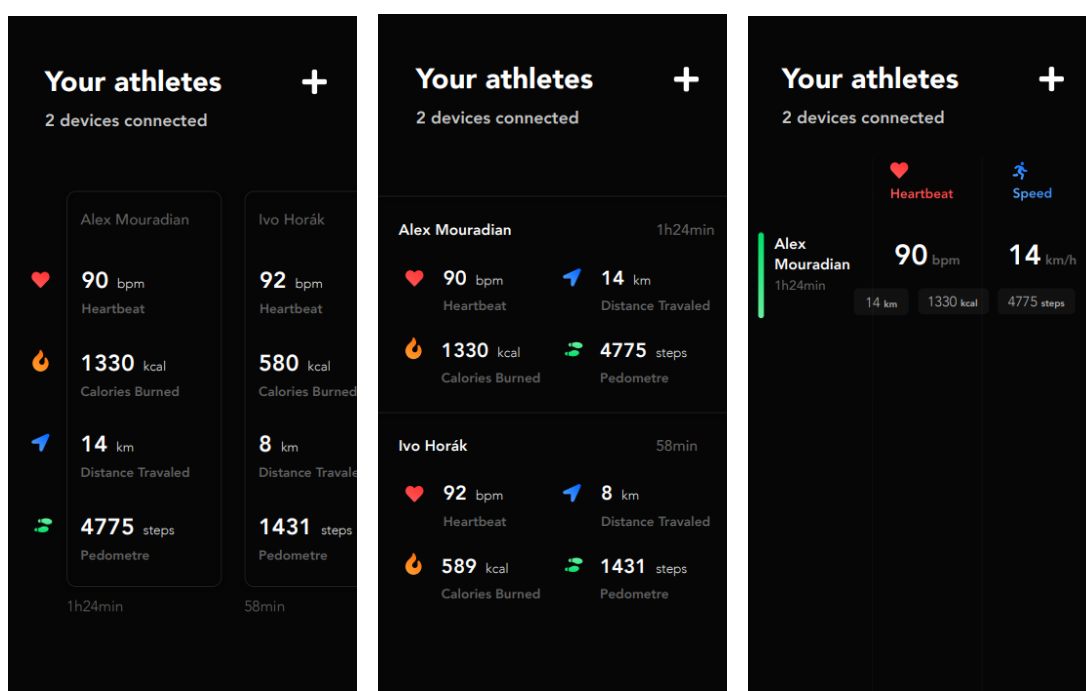 Your athletes
2 devices connected
Alex Mouradian
Ivo Horák
90 bpm
Heartbeat
92 bpm
Heartbeat
1330 kcal
Calories Burned
580 kcal
Calories Burned
14 km
Distance Travaled
8 km
Distance Travale
4775 steps
Pedometre
1431 steps
Pedometre
1h24min
58min
Your athletes
2 devices connected
Alex Mouradian
1h24min
90 bpm
Heartbeat
14 km
Distance Travaled
1330 kcal
Calories Burned
4775 steps
Pedometre
Ivo Horák
58min
92 bpm
Heartbeat
8 km
Distance Travaled
589 kcal
Calories Burned
1431 steps
Pedometre
Your athletes
2 devices connected
Heartbeat
Speed
Alex
Mouradian
1h24min
90 bpm
14 km/h
14 km
1330 kcal
4775 steps